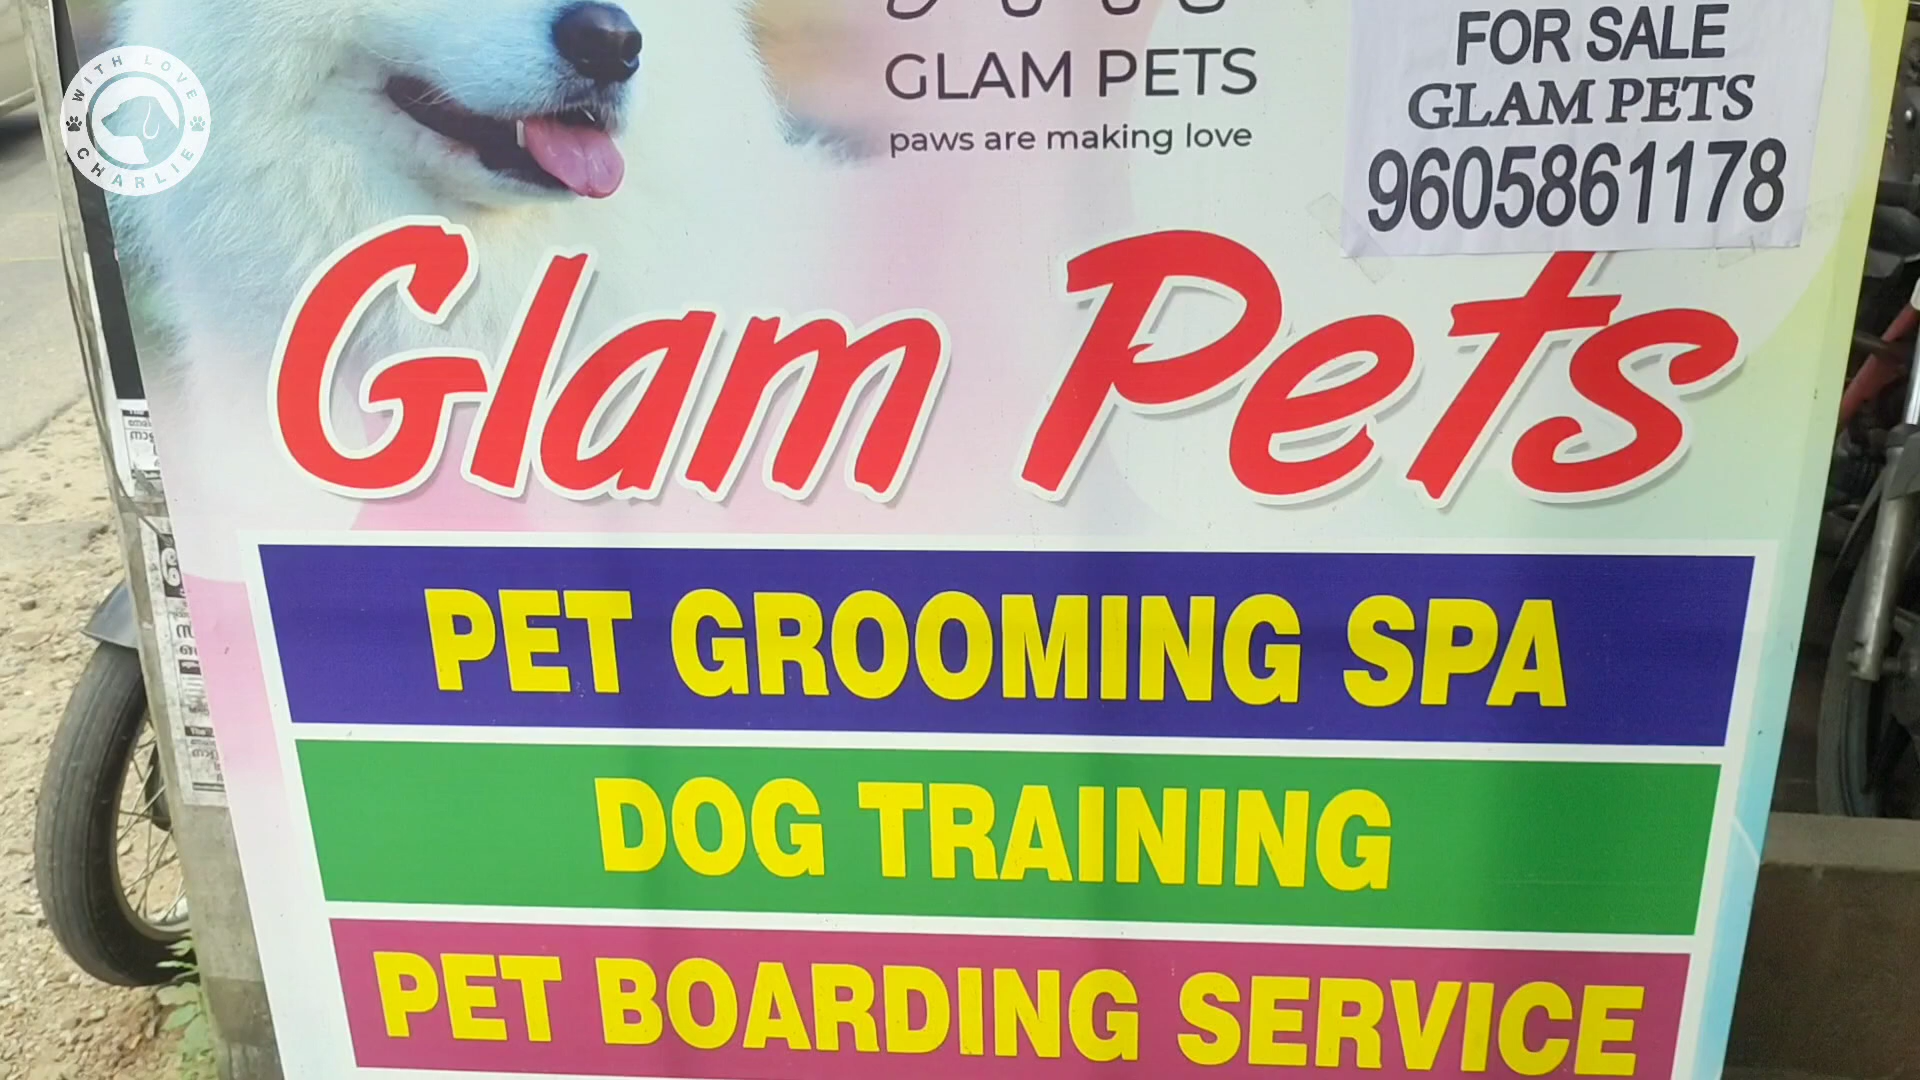 WITH LOVE
CHARLIE
GLAM PETS
paws are making love
FOR SALE
GLAM PETS
9605861178
Glam Pets
PET GROOMING SPA
DOG TRAINING
PET BOARDING SERVICE